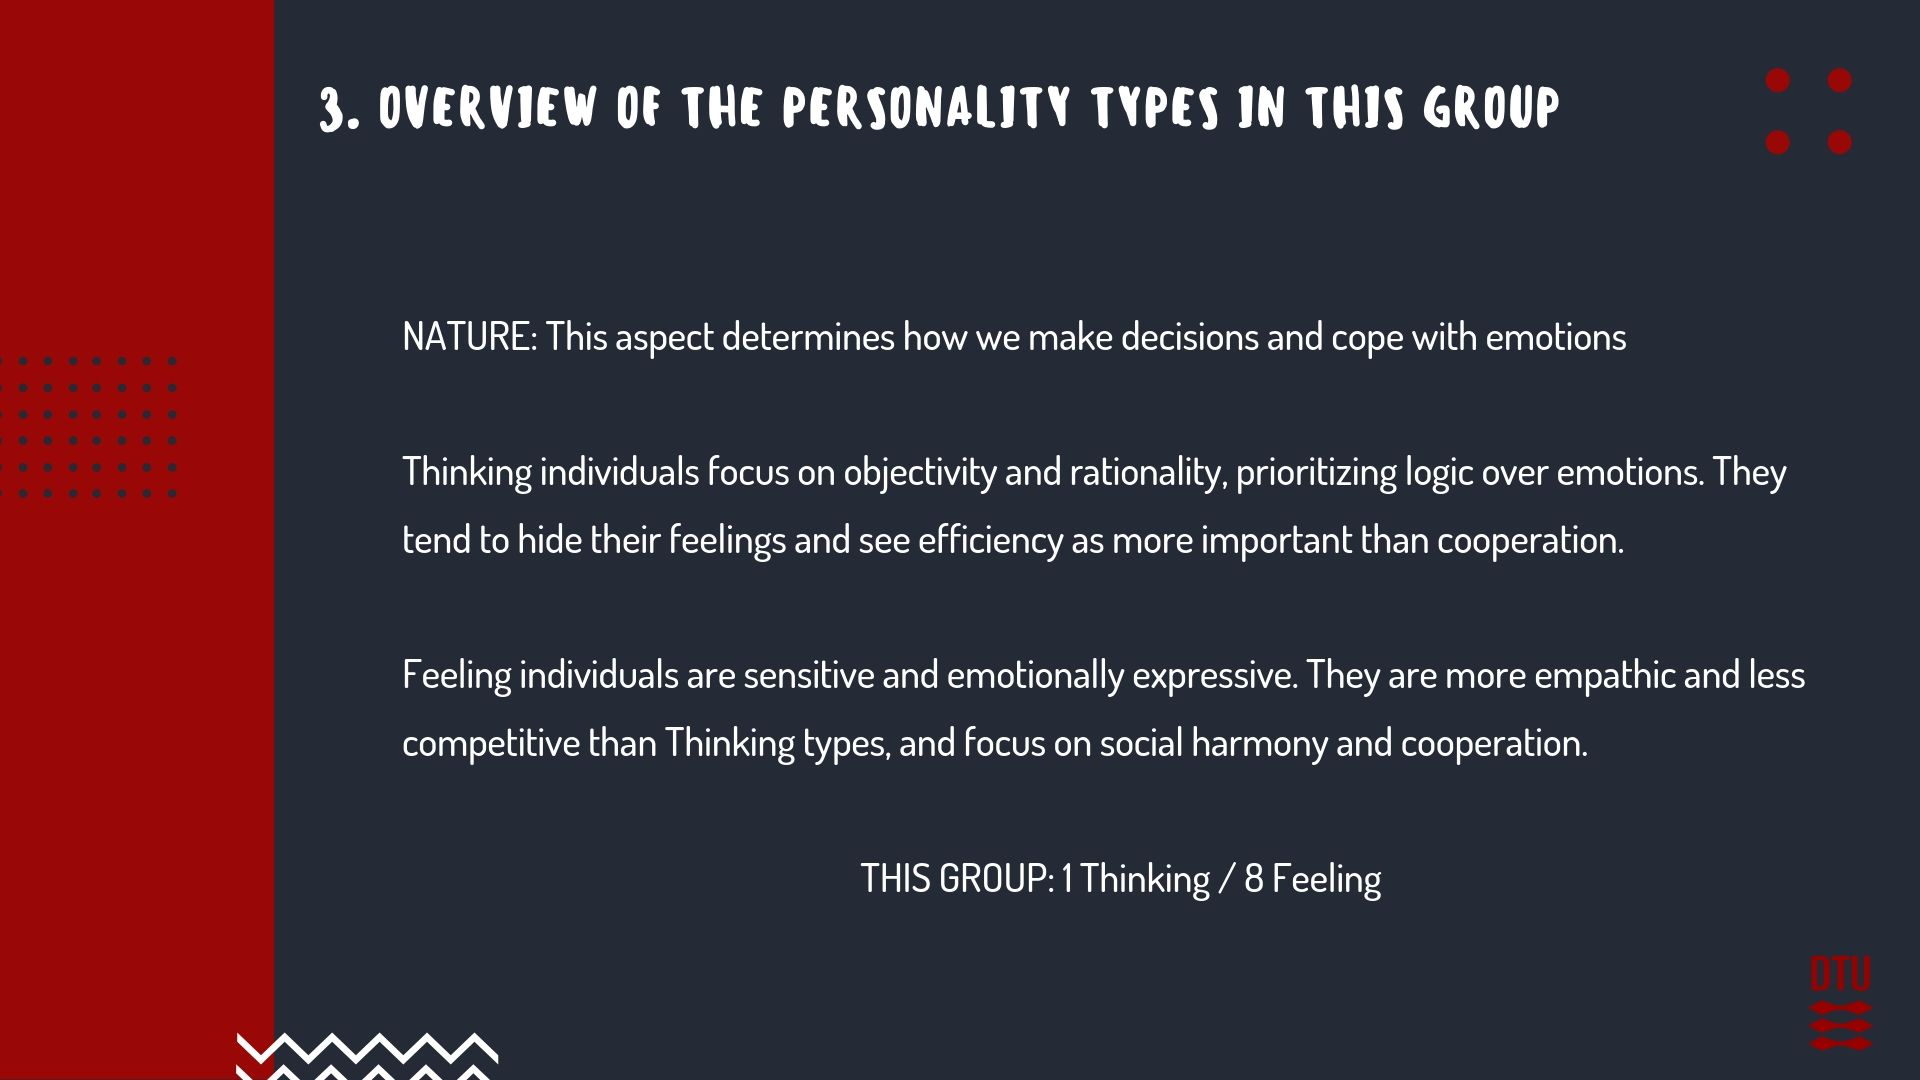 3. OVERVIEW OF THE PERSONALITY TYPES IN THIS GROUP
NATURE: This aspect determines how we make decisions and cope with emotions
Thinking individuals focus on objectivity and rationality, prioritizing logic over emotions. They
tend to hide their feelings and see efficiency as more important than cooperation.
Feeling individuals are sensitive and emotionally expressive. They are more empathic and less
competitive than Thinking types, and focus on social harmony and cooperation.
THIS GROUP: 1 Thinking / 8 Feeling
DTU